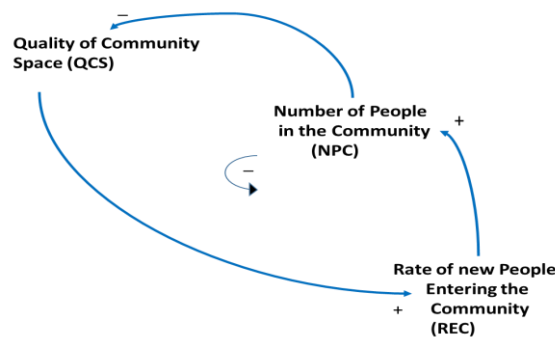 −
Quality of Community
Space (QCS)
Number of People
in the Community
(NPC)
+
−
Rate of new People
Entering the
Community
(REC)
+